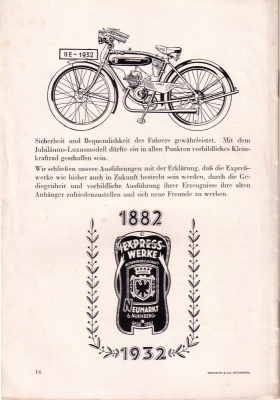 II E - 1932
Sicherheit und Bequemlichkeit des Fahrers gewährleistet. Mit dem
Jubiläums-Luxusmodell dürfte ein in allen Punkten vorbildliches Klein-
kraftrad geschaffen sein.
Wir schließen unsere Ausführungen mit der Erklärung, daß die Expreß-
werke wie bisher auch in Zukunft bestrebt sein werden, durch die Ge-
diegenheit und vorbildliche Ausführung ihrer Erzeugnisse ihre alten
Anhänger zufriedenzustellen und sich neue Freunde zu werben.
1882
EXPRESS-
WERKE
NEUMARKT
B. NÜRNBERG
1932
16